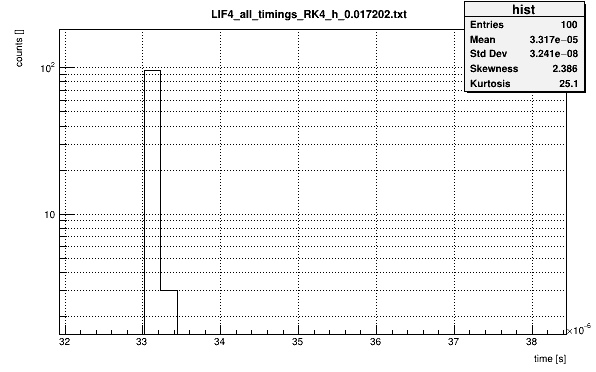 LIF4_all_timings_RK4_h_0.017202.txt
hist
Entries 100
Mean 3.317e−05
Std Dev 3.241e−08
Skewness 2.386
Kurtosis 25.1
counts []
10²
10
32 33 34 35 36 37 38
×10⁻⁶
time [s]